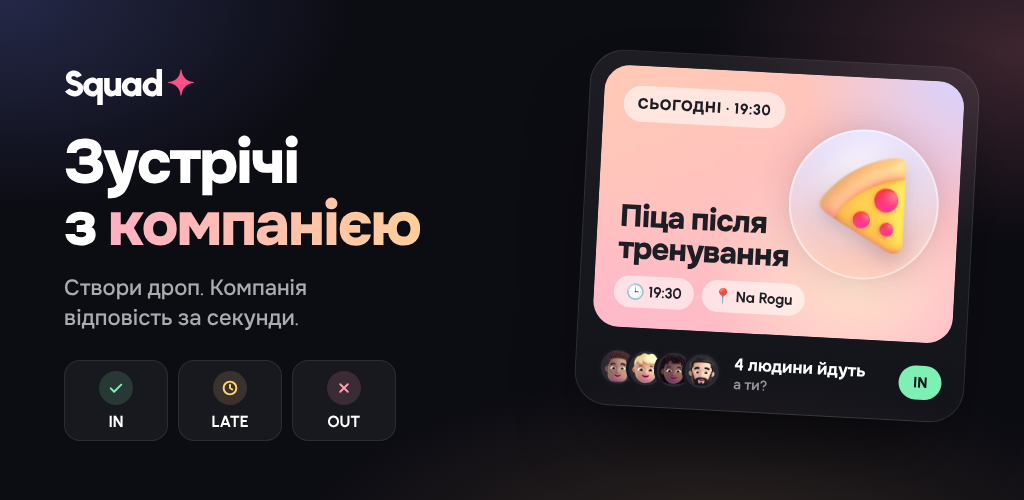 Squad
Зустрічі
з компанією
Створи дроп. Компанія
відповість за секунди.
IN
LATE
OUT
СЬОГОДНІ · 19:30
Піца після
тренування
🕒 19:30
📍 Na Rogu
4 людини йдуть
а ти?
IN